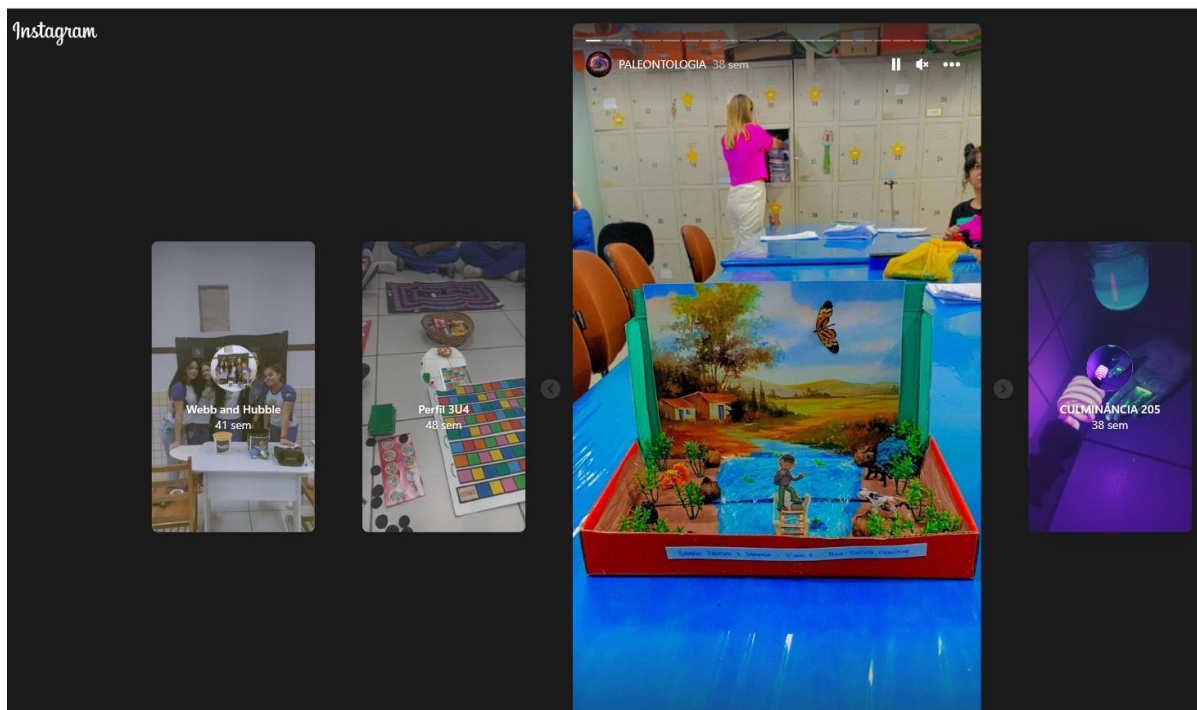 Instagram
PALEONTOLOGIA 38 sem
Webb and Hubble
41 sem
Perfil 3U4
48 sem
CULMINÂNCIA 205
38 sem